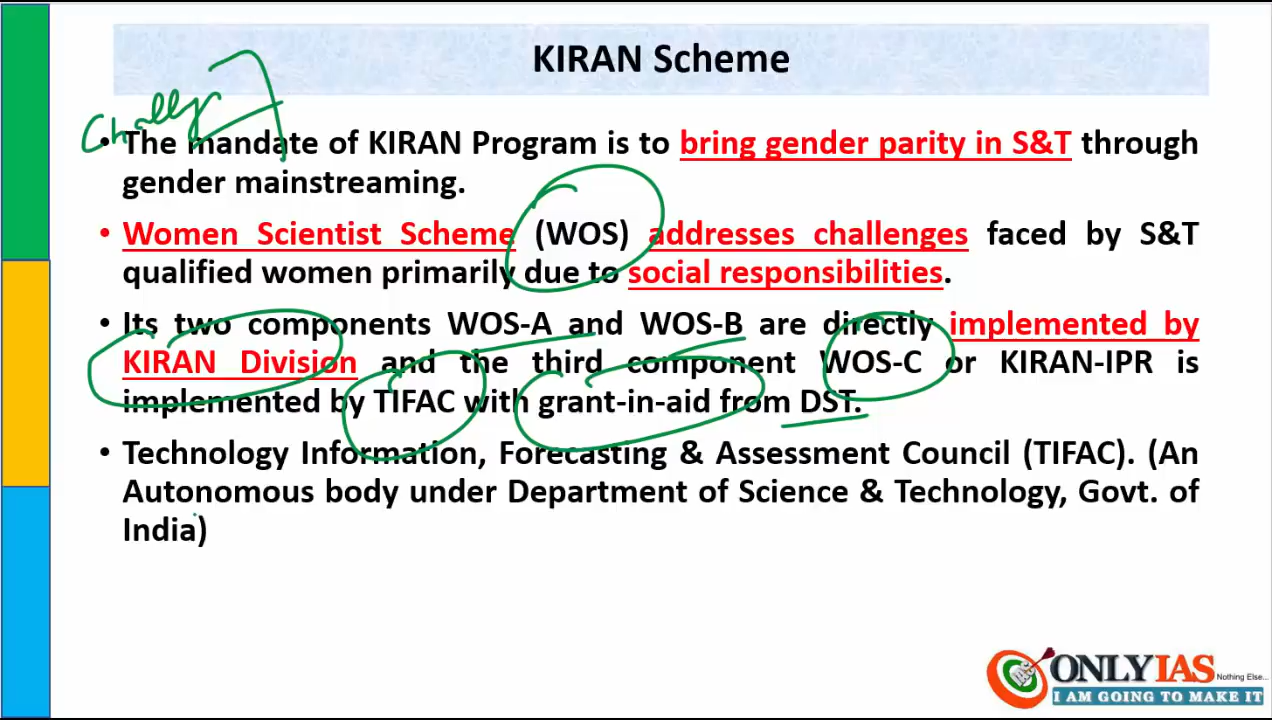 KIRAN Scheme
• The mandate of KIRAN Program is to bring gender parity in S&T through
gender mainstreaming.
• Women Scientist Scheme (WOS) addresses challenges faced by S&T
qualified women primarily due to social responsibilities.
• Its two components WOS-A and WOS-B are directly implemented by
KIRAN Division and the third component WOS-C or KIRAN-IPR is
implemented by TIFAC with grant-in-aid from DST.
• Technology Information, Forecasting & Assessment Council (TIFAC). (An
Autonomous body under Department of Science & Technology, Govt. of
India)
ONLYIAS
Nothing Else...
I AM GOING TO MAKE IT